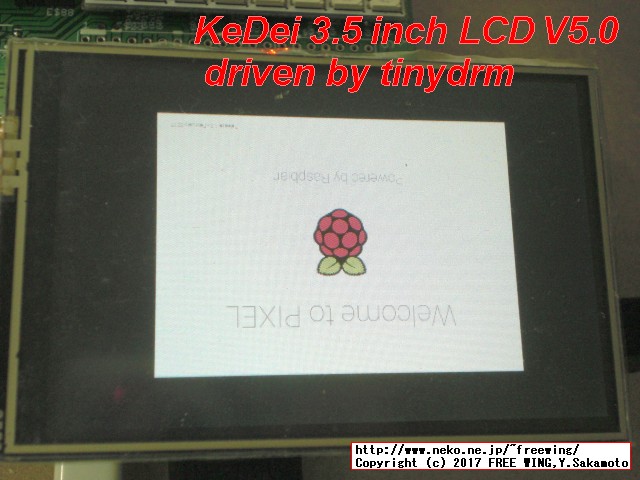 KeDei 3.5 inch LCD V5.0
driven by tinydrm
Welcome to PIXEL
Powered by Raspbian
http://www.neko.ne.jp/~freewing/
Copyright (c) 2017 FREE WING,Y.Sakamoto